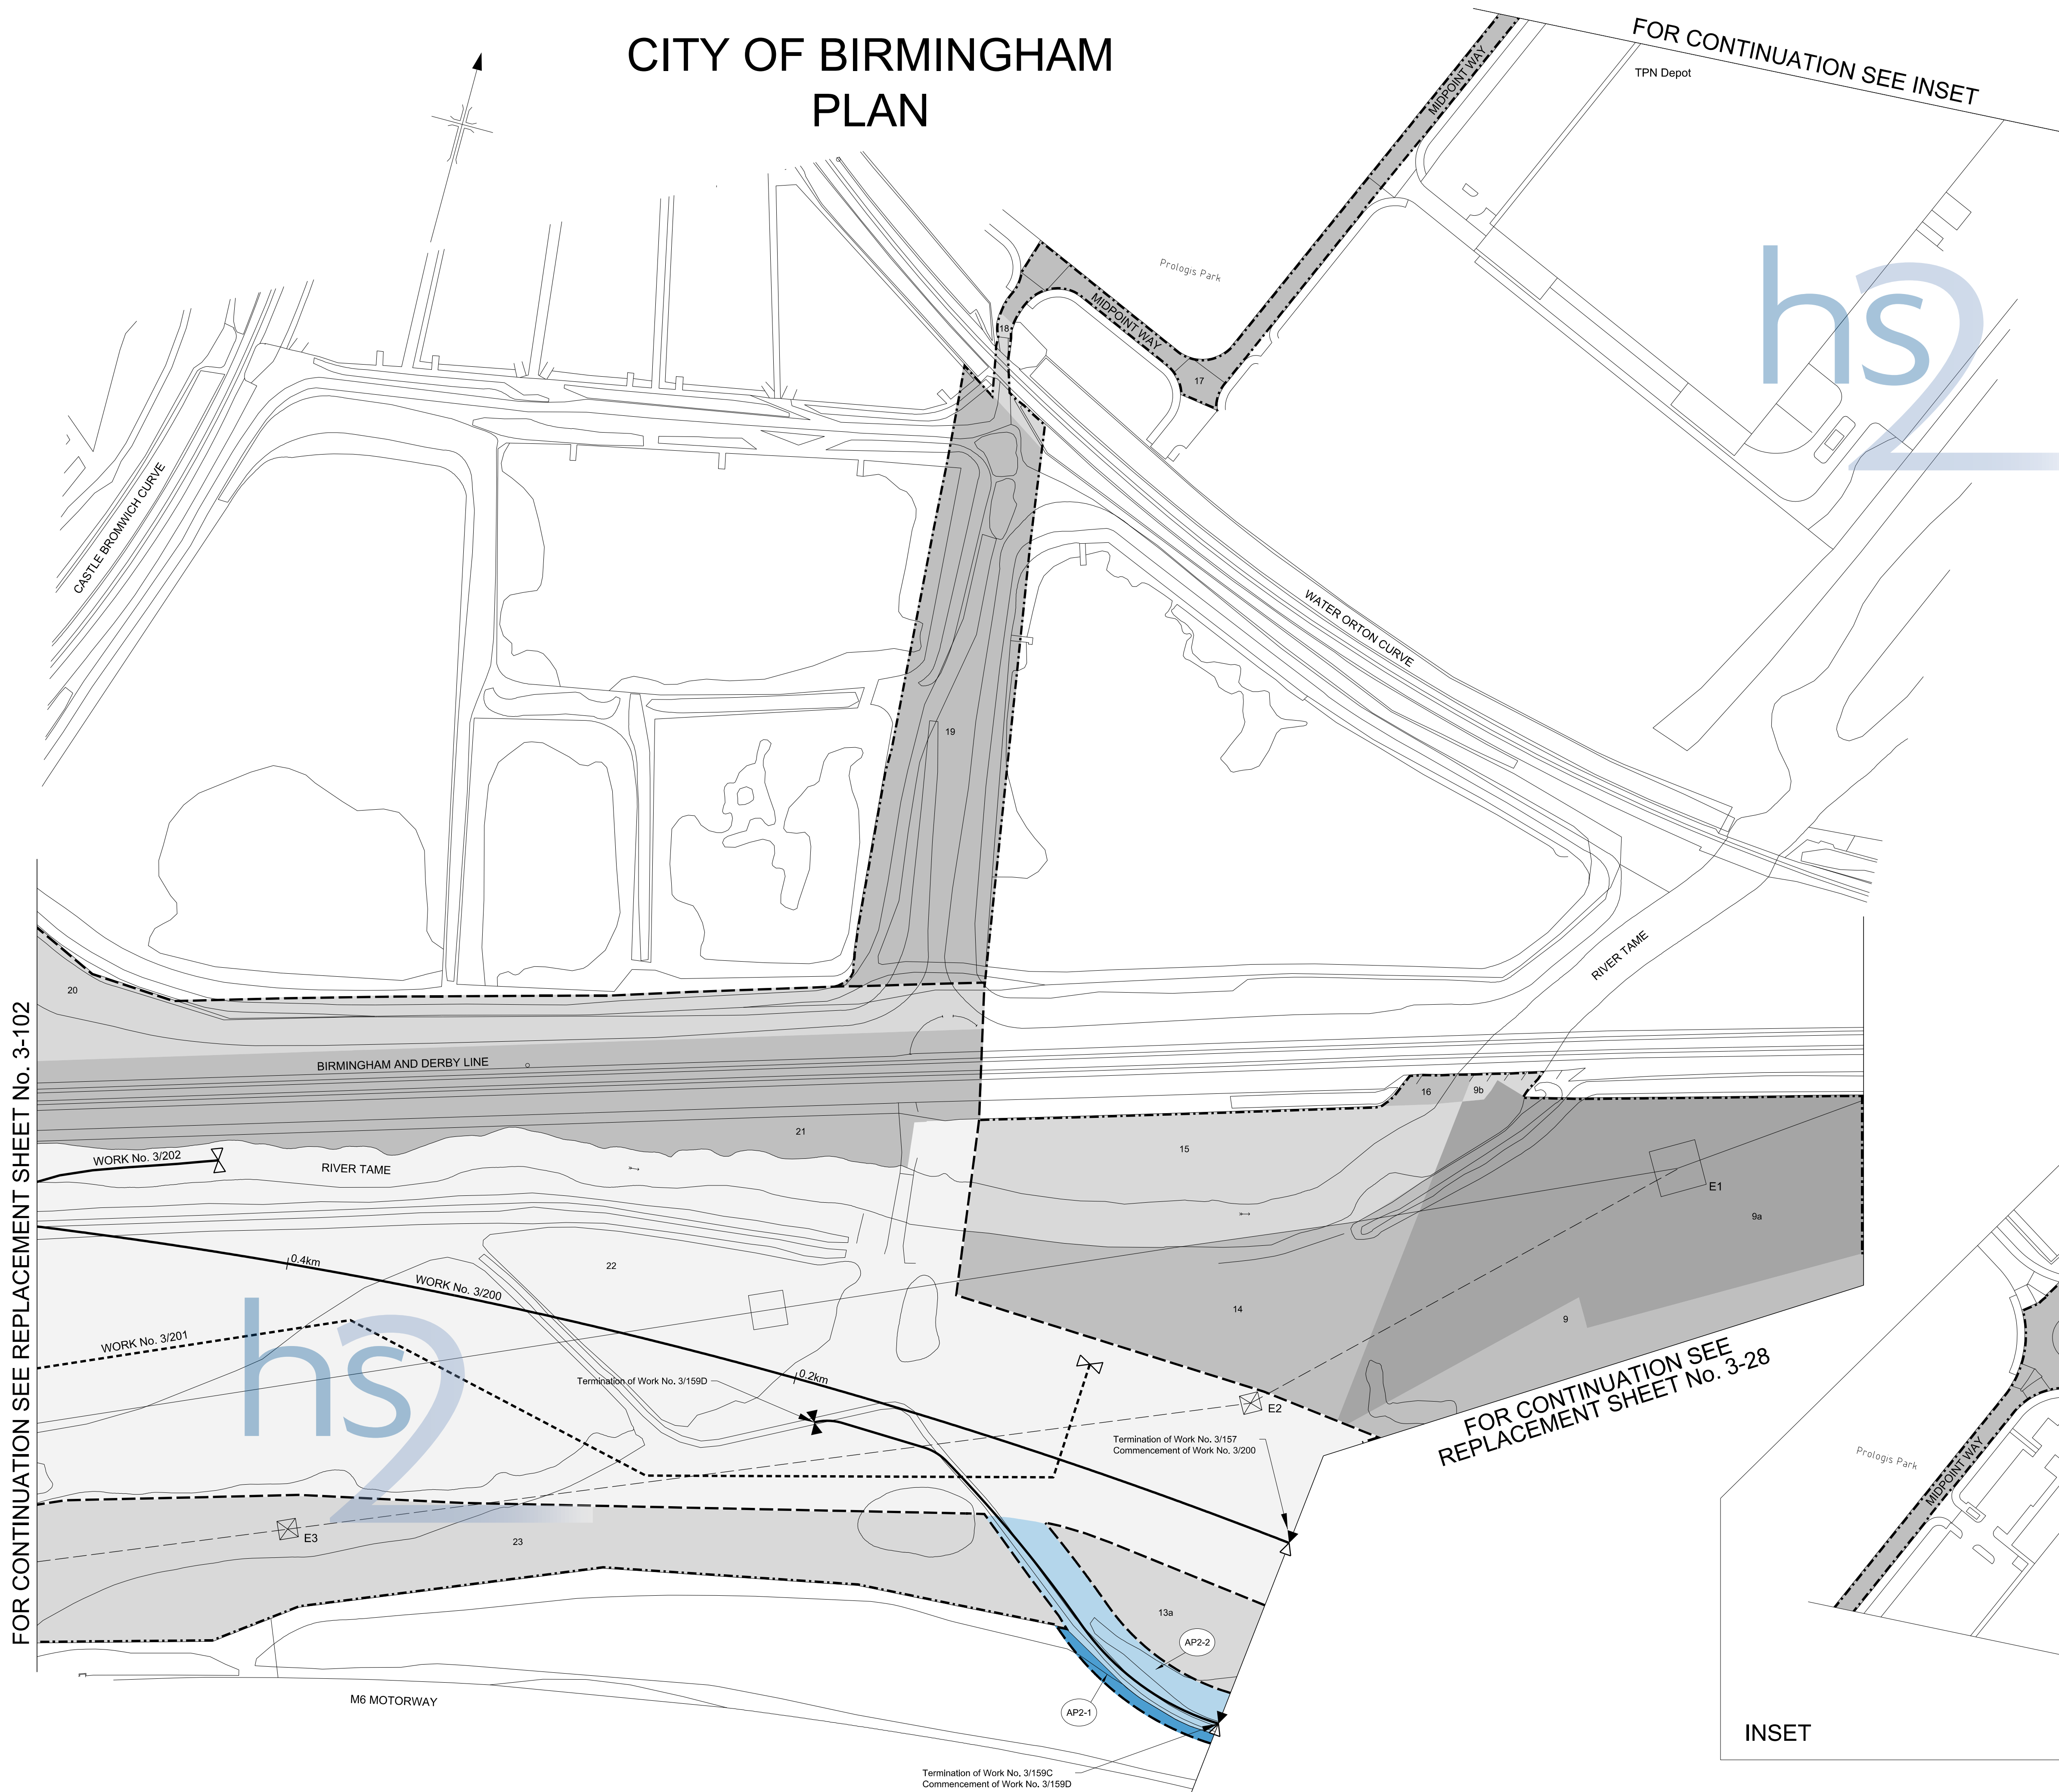 CITY OF BIRMINGHAM
PLAN
FOR CONTINUATION SEE INSET
TPN Depot
MIDPOINT WAY
Prologis Park
hs2
MIDPOINT WAY
18
17
CASTLE BROMWICH CURVE
WATER ORTON CURVE
19
RIVER TAME
20
FOR CONTINUATION SEE REPLACEMENT SHEET No. 3-102
BIRMINGHAM AND DERBY LINE
16
9b
21
15
WORK No. 3/202
RIVER TAME
E1
9a
0.4km
22
WORK No. 3/200
14
9
WORK No. 3/201
hs2
Termination of Work No. 3/159D
0.2km
E2
FOR CONTINUATION SEE
REPLACEMENT SHEET No. 3-28
Termination of Work No. 3/157
Commencement of Work No. 3/200
Prologis Park
MIDPOINT WAY
E3
23
13a
AP2-2
M6 MOTORWAY
AP2-1
INSET
Termination of Work No. 3/159C
Commencement of Work No. 3/159D